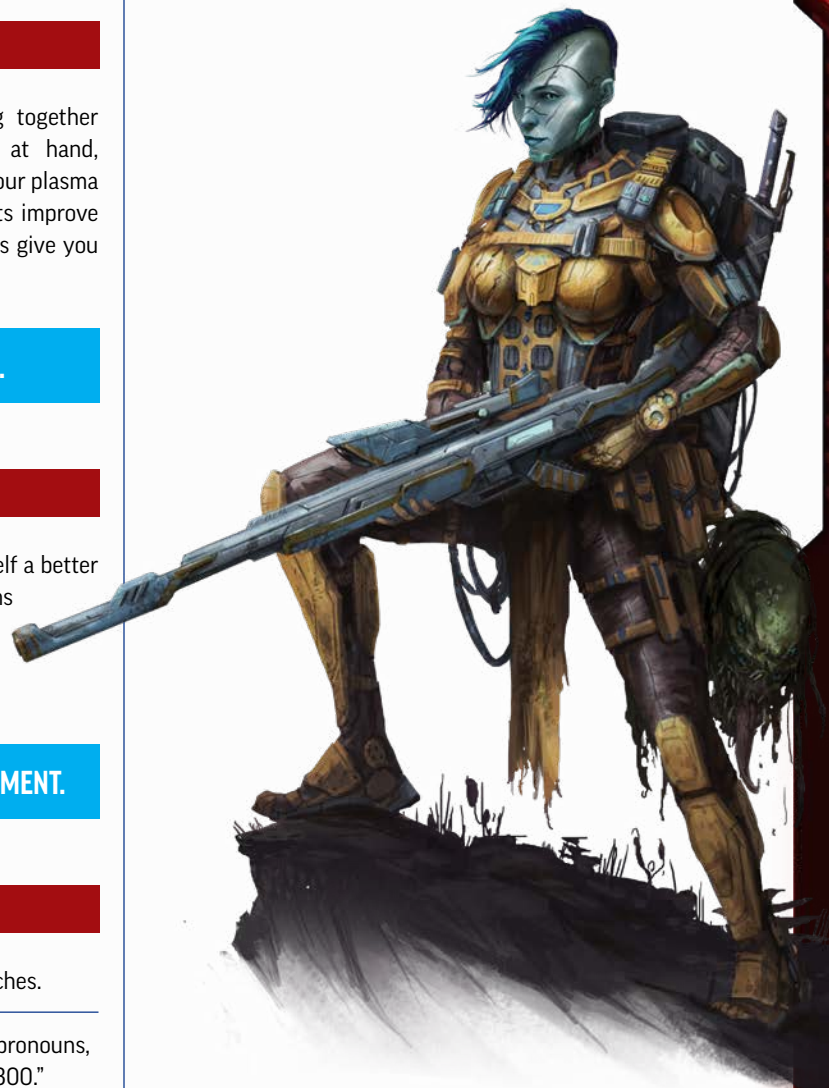 g together
at hand,
our plasma
ts improve
s give you
.
elf a better
ns
MENT.
ches.
pronouns,
300."